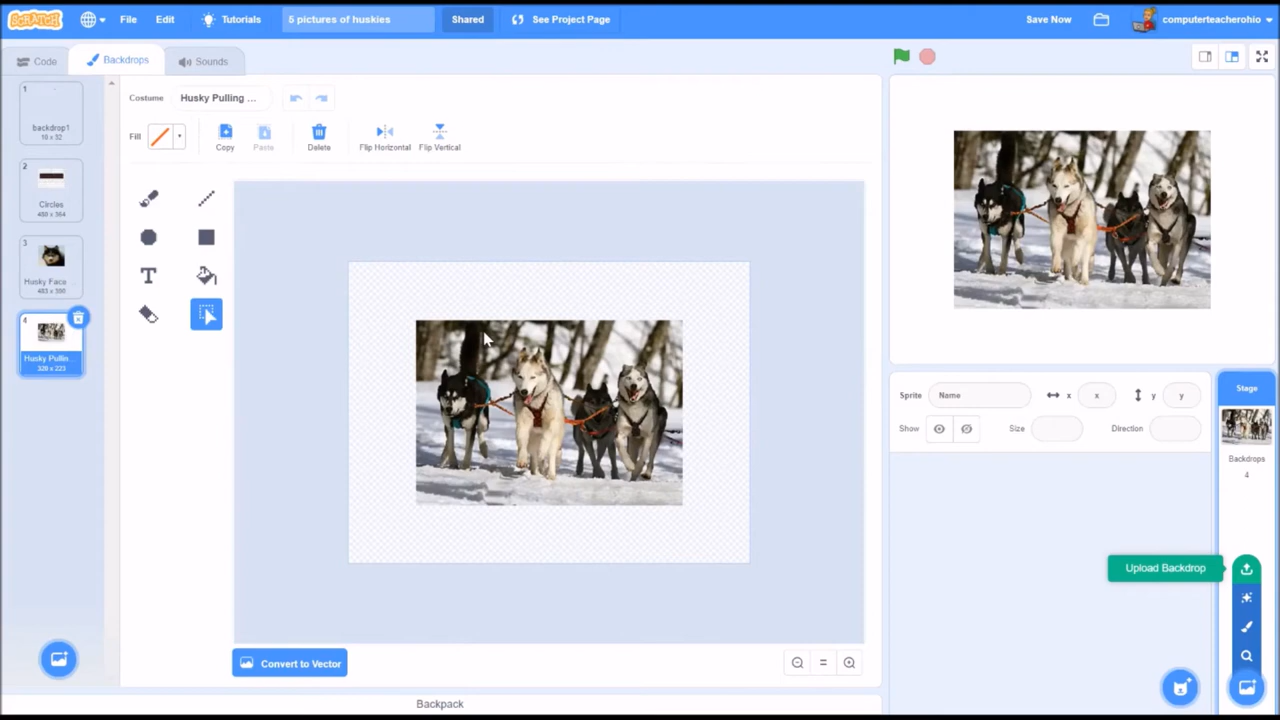 SCRATCH File Edit Tutorials 5 pictures of huskies Shared See Project Page Save Now computerteacherohio
Code Backdrops Sounds
1
backdrop1
2
Circles
480 x 364
3
Husky Face ...
4
Husky Pullin...
Costume Husky Pulling ...
Fill Copy Paste Delete Flip Horizontal Flip Vertical
T
Convert to Vector
Backpack
Sprite Name x x y y
Show Size Direction
Stage
Backdrops
4
Upload Backdrop